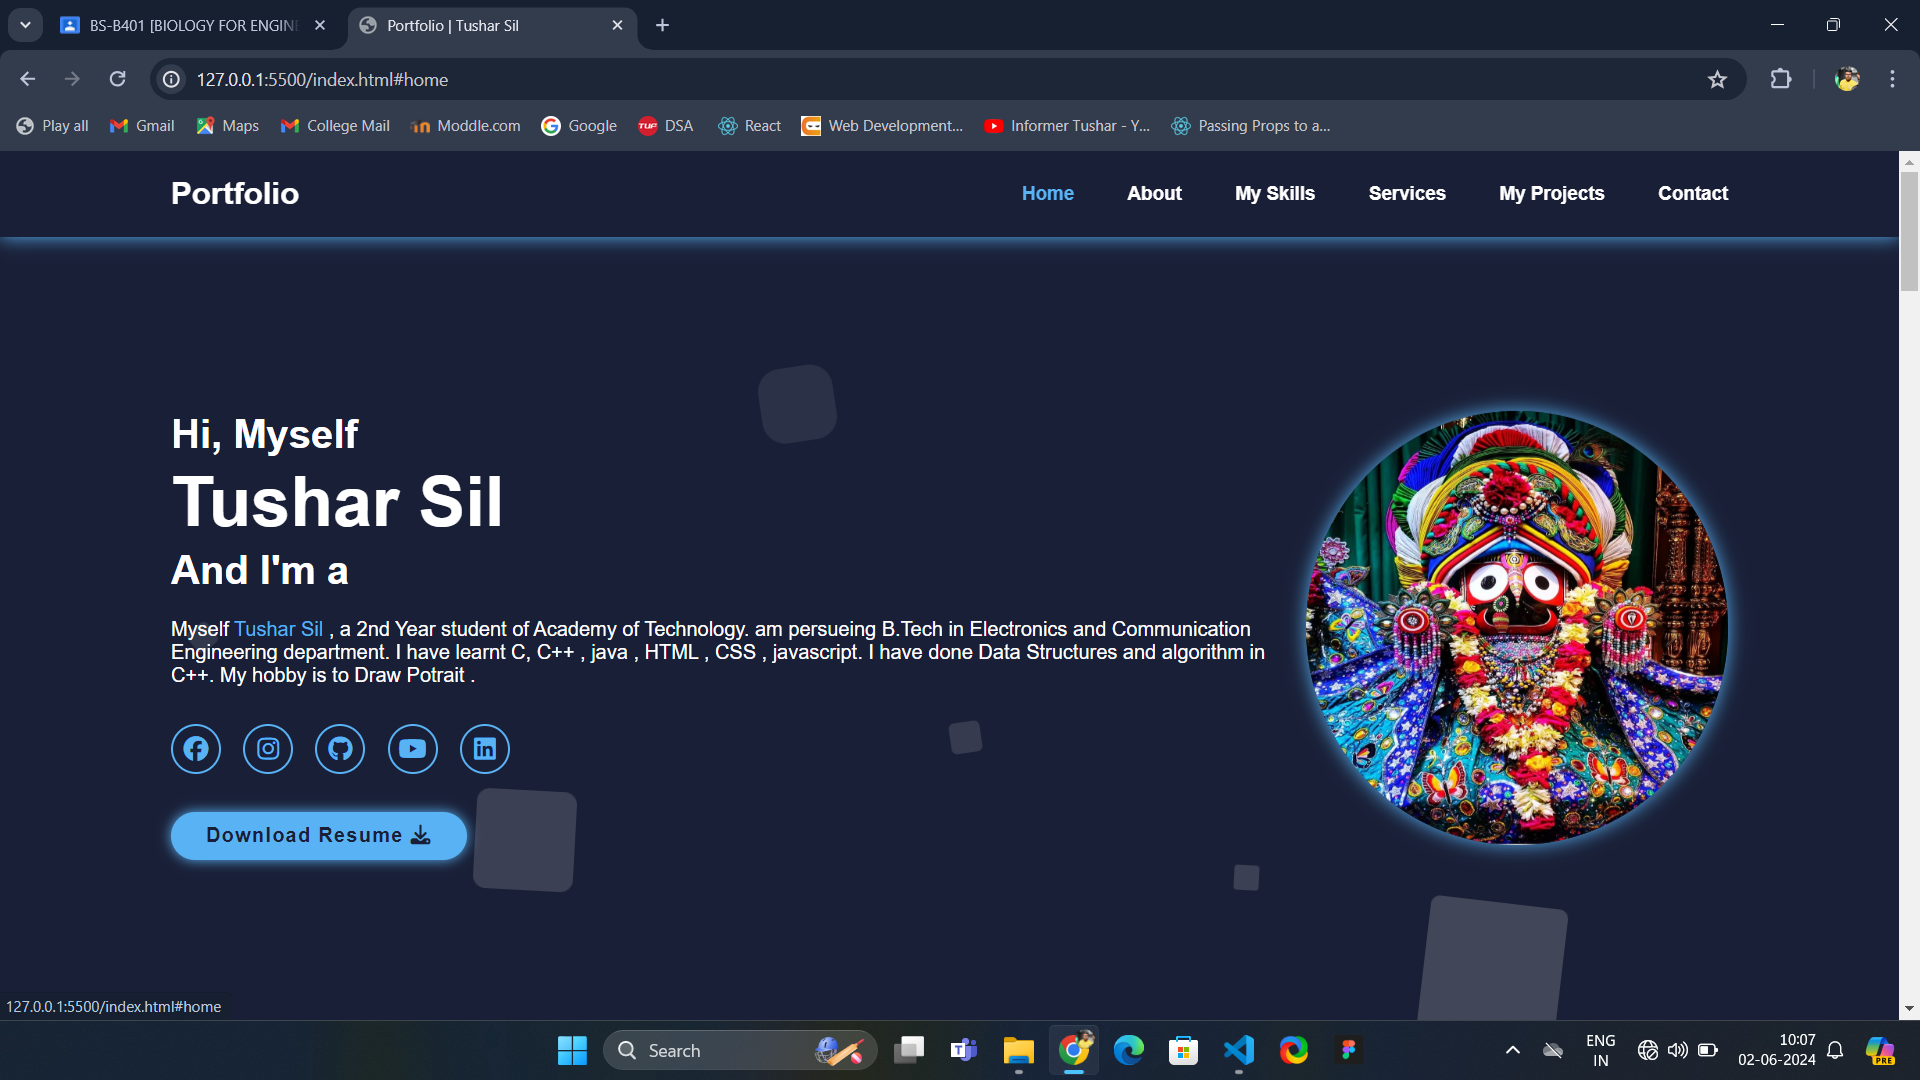 BS-B401 [BIOLOGY FOR ENGIN
Portfolio | Tushar Sil
127.0.0.1:5500/index.html#home
Play all
Gmail
Maps
College Mail
Moddle.com
Google
DSA
React
Web Development...
Informer Tushar - Y...
Passing Props to a...
Portfolio
Home
About
My Skills
Services
My Projects
Contact
Hi, Myself
Tushar Sil
And I'm a
Myself Tushar Sil , a 2nd Year student of Academy of Technology. am persueing B.Tech in Electronics and Communication
Engineering department. I have learnt C, C++ , java , HTML , CSS , javascript. I have done Data Structures and algorithm in
C++. My hobby is to Draw Potrait .
Download Resume
127.0.0.1:5500/index.html#home
Search
ENG
IN
10:07
02-06-2024
PRE